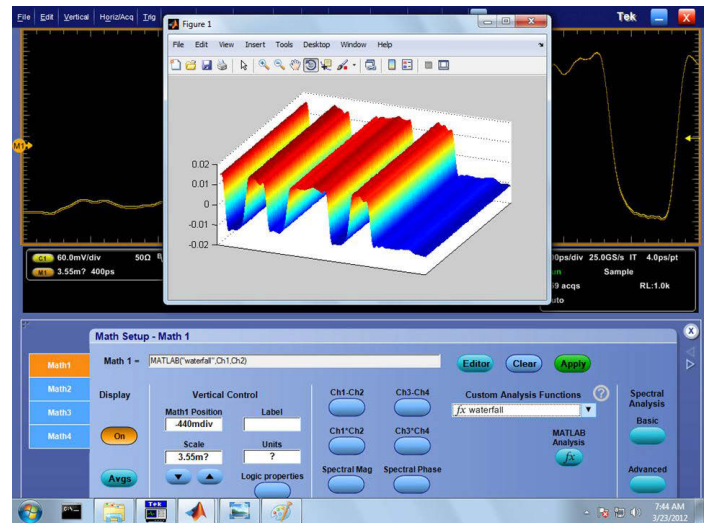 File Edit Vertical Horiz/Acq Trig
Tek
X
Figure 1
File Edit View Insert Tools Desktop Window Help
0.02
0.01
0
-0.01
-0.02
M1
C1 60.0mV/div 50Ω
M1 3.55m? 400ps
25.0GS/s IT 4.0ps/pt
Sample
acqs RL:1.0k
Math Setup - Math 1
X
Math1
Math2
Math3
Math4
Math 1 = MATLAB("waterfall",Ch1,Ch2)
Editor Clear Apply
Display
On
Avgs
Vertical Control
Math1 Position Label
-440mdiv
Scale Units
3.55m? ?
Logic properties
Ch1-Ch2 Ch3-Ch4
Ch1*Ch2 Ch3*Ch4
Spectral Mag Spectral Phase
Custom Analysis Functions ?
fx waterfall
MATLAB
Analysis
fx
Spectral
Analysis
Basic
Advanced
Tek
7:44 AM
3/23/2012